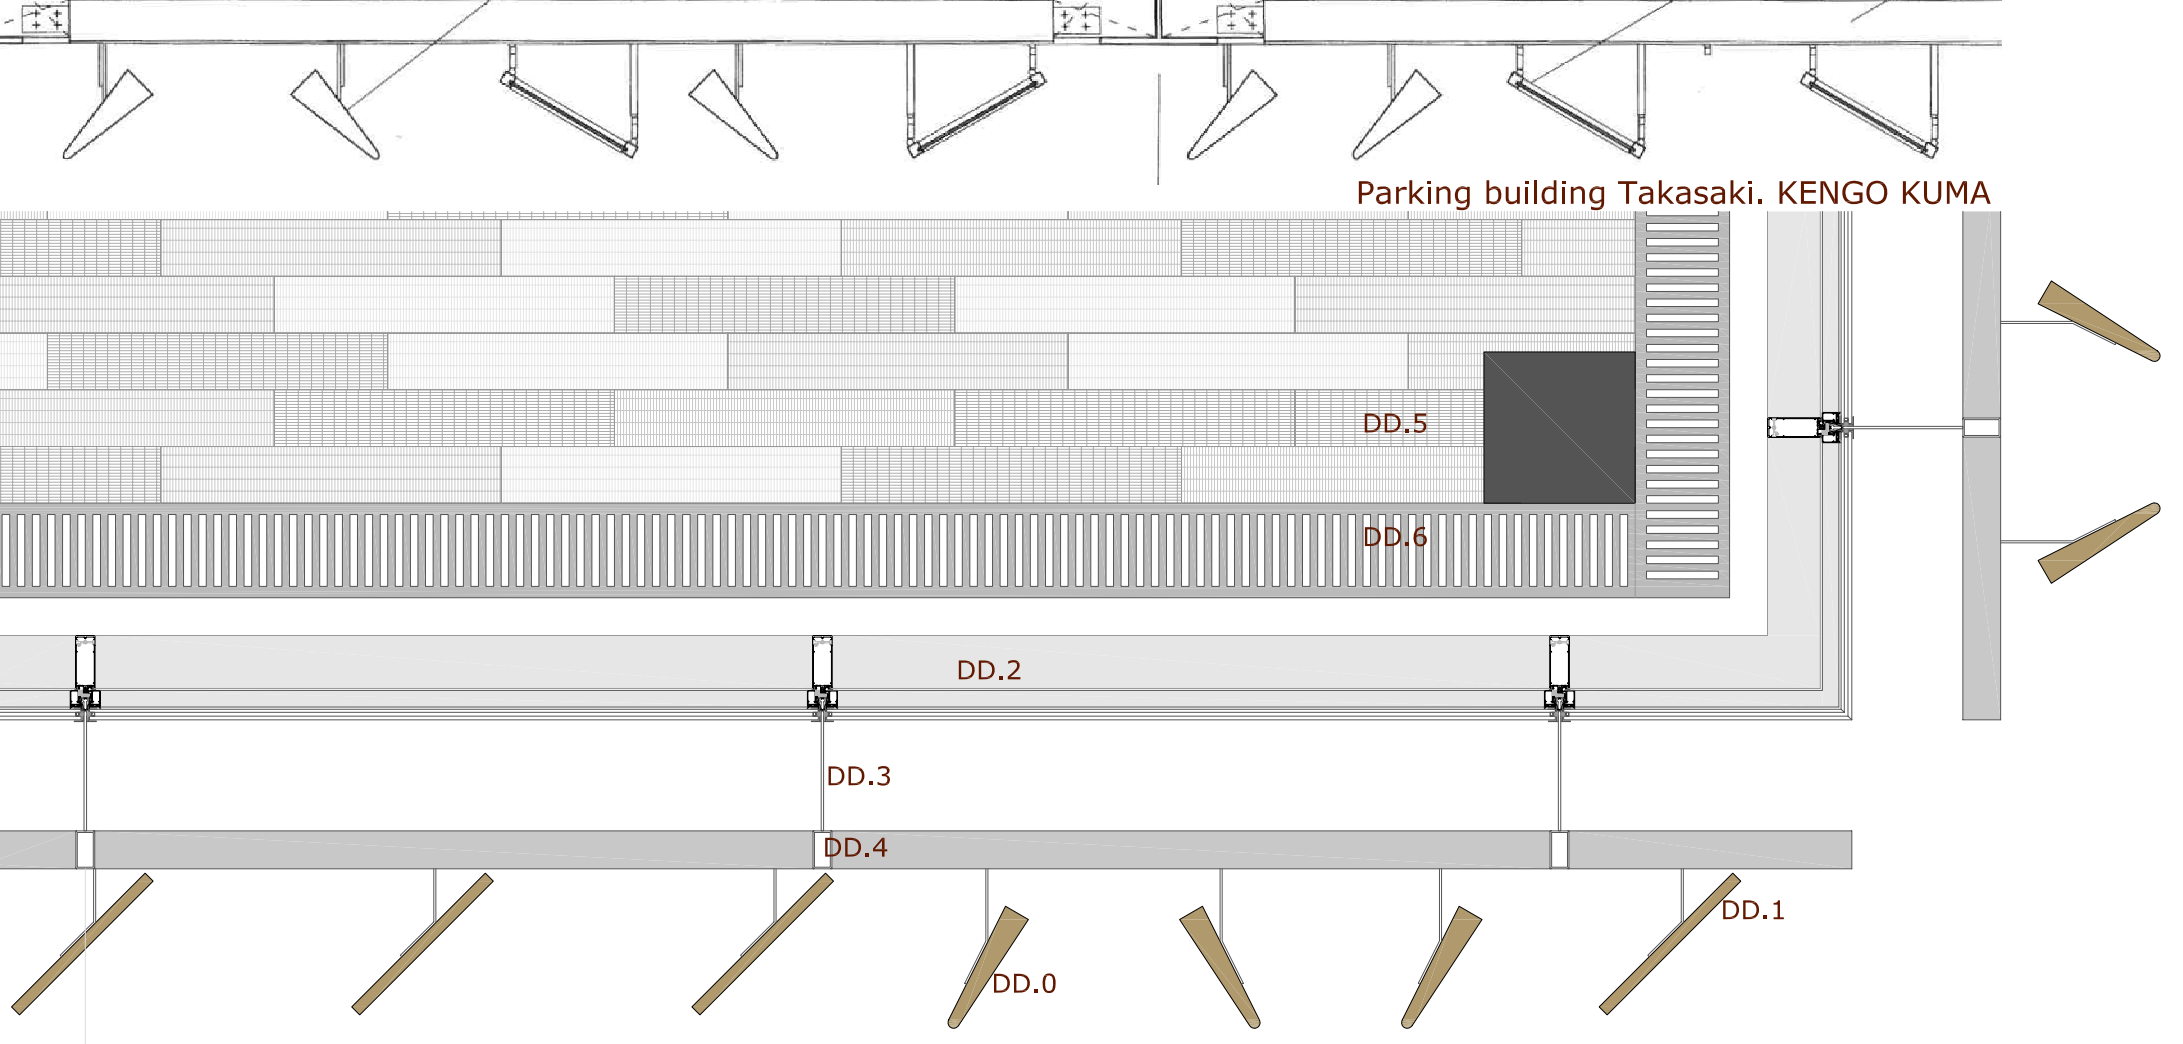 Parking building Takasaki. KENGO KUMA
DD.5
DD.6
DD.2
DD.3
DD.4
DD.1
DD.0